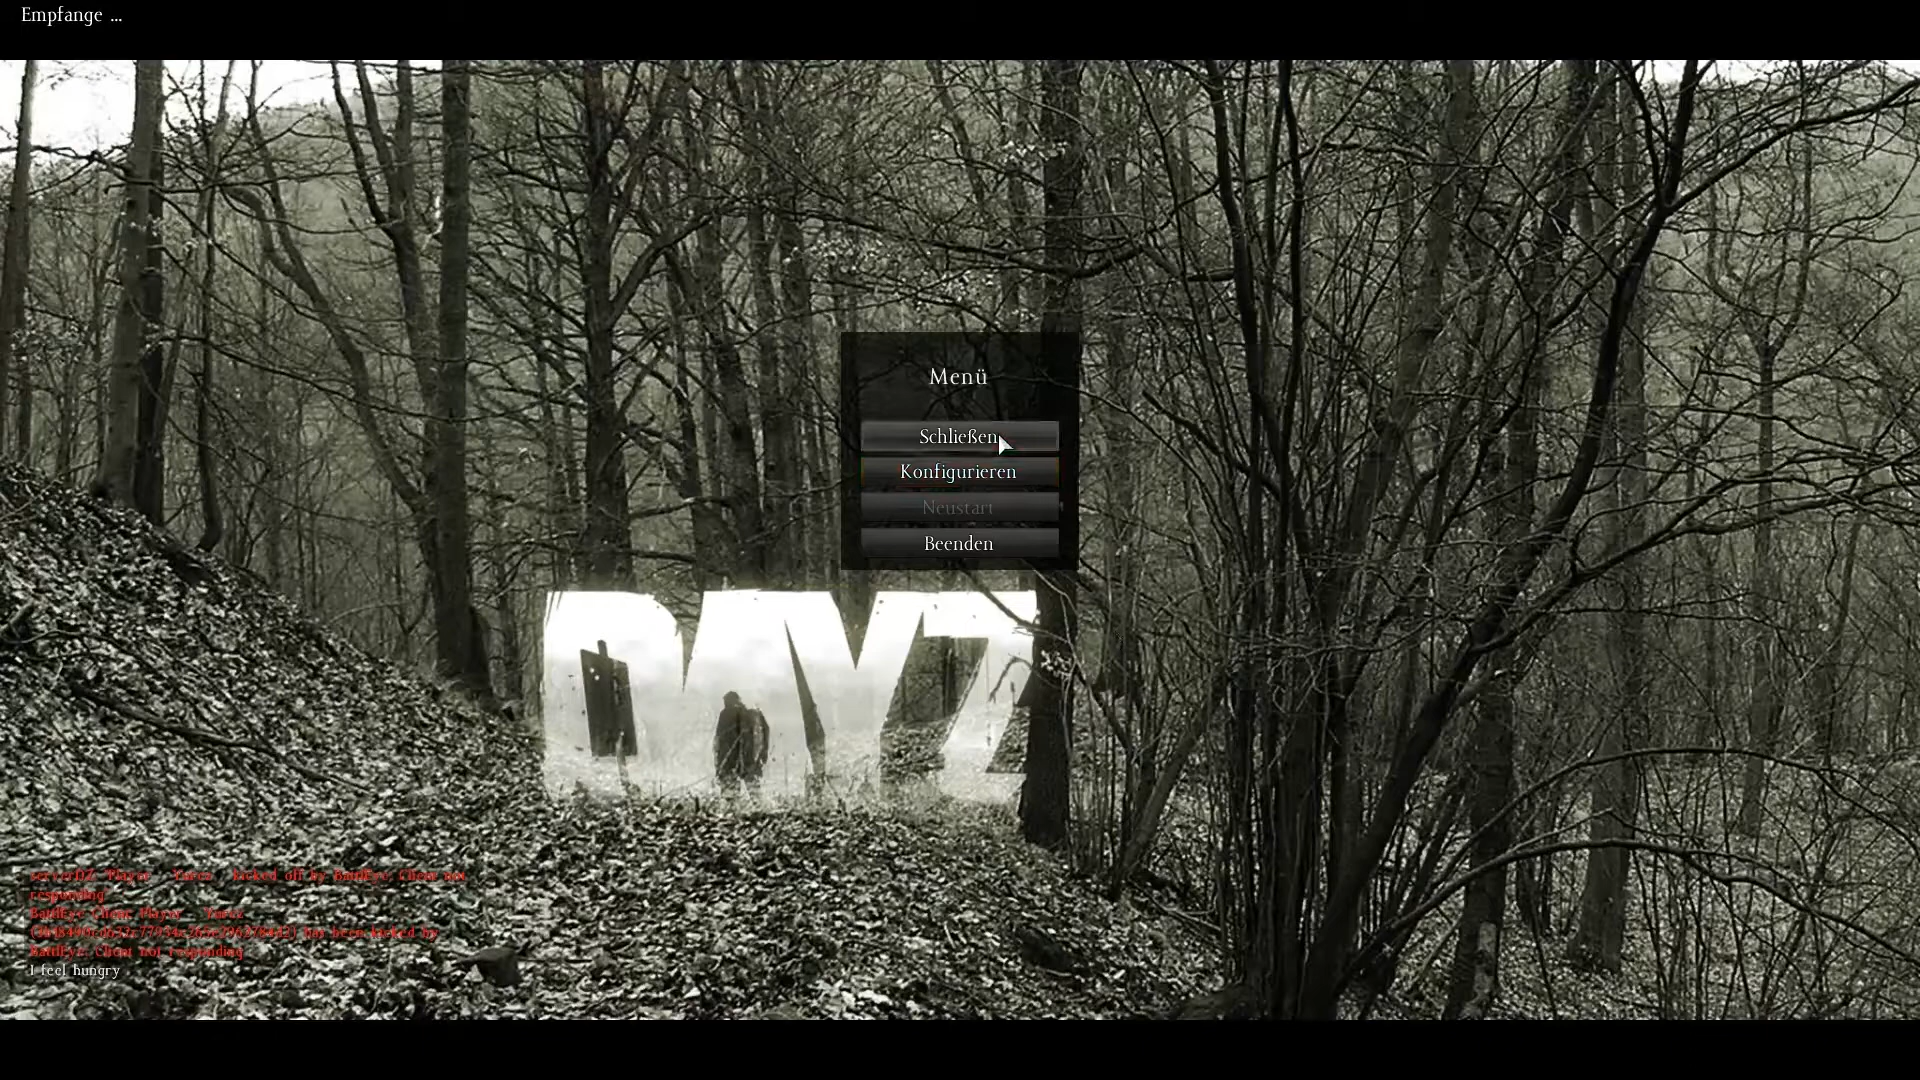 Empfange ...
Menü
Schließen
Konfigurieren
Neustart
Beenden
DAYZ
Player kicked off by BattlEye: Client not
responding
BattlEye Client: Player
has been kicked by
BattlEye: Client not responding
I feel hungry